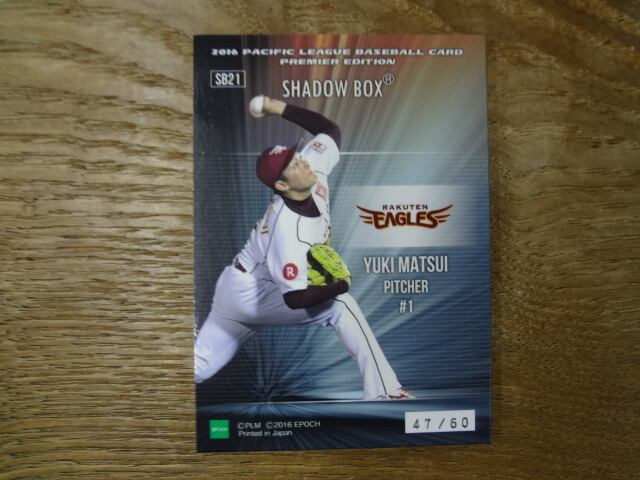 2016 PACIFIC LEAGUE BASEBALL CARD
PREMIER EDITION
SB21
SHADOW BOX®
RAKUTEN
EAGLES
YUKI MATSUI
PITCHER
#1
R
47/60
EPOCH
©PLM ©2016 EPOCH
Printed in Japan